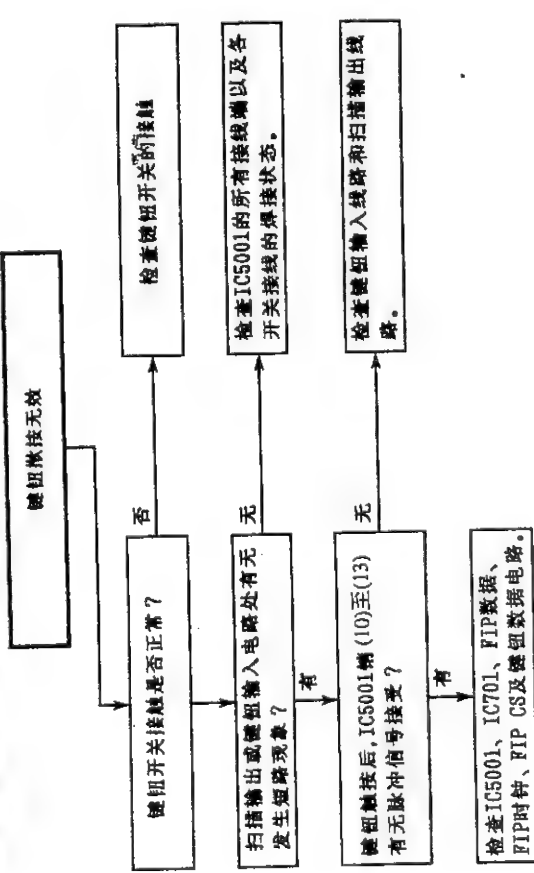 键钮揿按无效
键钮开关接触是否正常？
否
检查键钮开关的接触
扫描输出或键钮输入电路处有无
发生短路现象？
无
检查IC5001的所有接线端以及各
开关接线的焊接状态。
有
键钮触按后,IC5001销(10)至(13)
有无脉冲信号接受？
无
检查键钮输入线路和扫描输出线
路。
有
检查IC5001、IC701、FIP数据、
FIP时钟、FIP CS及键钮数据电路。